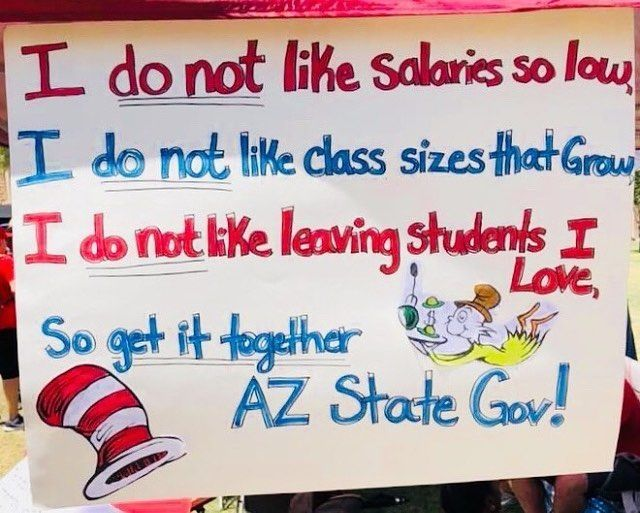 I do not like salaries so low,
I do not like class sizes that Grow,
I do not like leaving students I
Love,
So get it together
AZ State Gov!